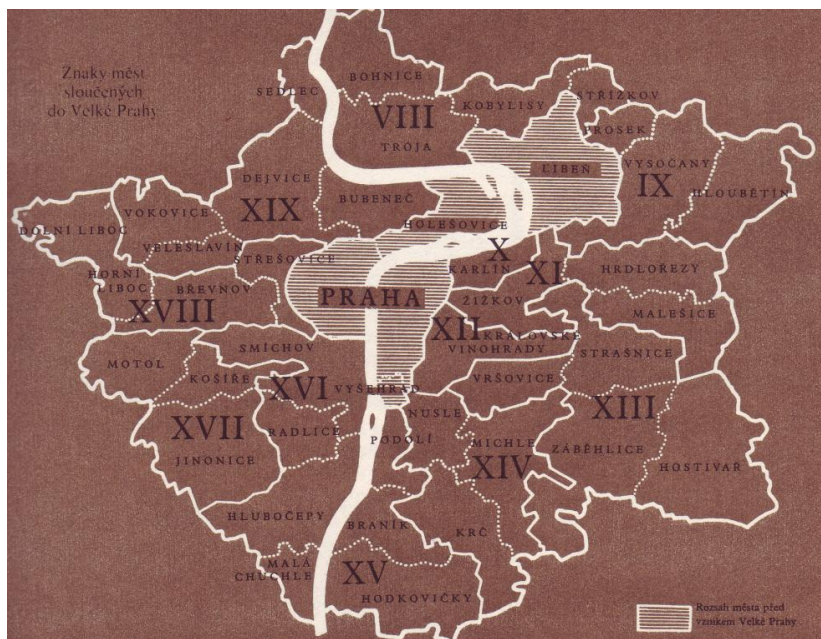 Znaky měst
sloučených
do Velké Prahy
BOHNICE
SEDLEC
VIII
KOBYLISY
STŘÍŽKOV
TROJA
PROSEK
LIBEŇ
VYSOČANY
IX
HLOUBĚTÍN
DEJVICE
XIX
BUBENEČ
HOLEŠOVICE
VOKOVICE
DOLNÍ LIBOC
VELESLAVÍN
STŘEŠOVICE
X
KARLÍN
XI
HRDLOŘEZY
HORNÍ
LIBOC
BŘEVNOV
XVIII
PRAHA
ŽIŽKOV
MALEŠICE
XII
KRÁLOVSKÉ
VINOHRADY
STRAŠNICE
SMÍCHOV
MOTOL
KOŠÍŘE
XVI
VYŠEHRAD
VRŠOVICE
XIII
XVII
RADLICE
NUSLE
PODOLÍ
MICHLE
JINONICE
XIV
ZÁBĚHLICE
HOSTIVAŘ
HLUBOČEPY
BRANÍK
KRČ
MALÁ
CHUCHLE
XV
HODKOVIČKY
Rozsah města před
vznikem Velké Prahy